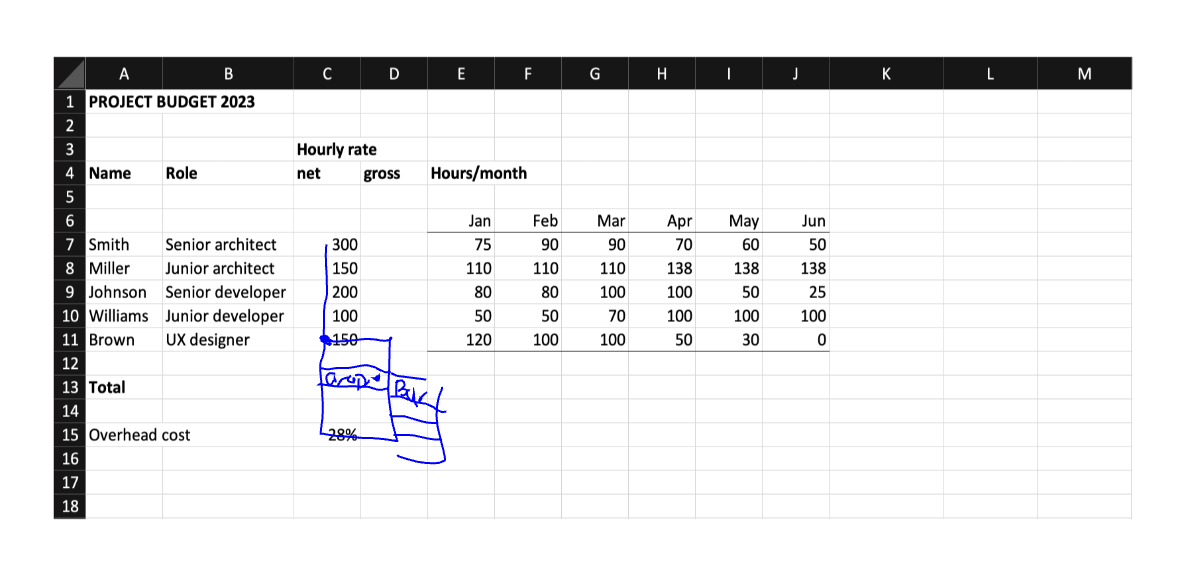 A B C D E F G H I J K L M
1 PROJECT BUDGET 2023
2
3 Hourly rate
4 Name Role net gross Hours/month
5
6 Jan Feb Mar Apr May Jun
7 Smith Senior architect 300 75 90 90 70 60 50
8 Miller Junior architect 150 110 110 110 138 138 138
9 Johnson Senior developer 200 80 80 100 100 50 25
10 Williams Junior developer 100 50 50 70 100 100 100
11 Brown UX designer 150 120 100 100 50 30 0
12
13 Total
14
15 Overhead cost 28%
16
17
18